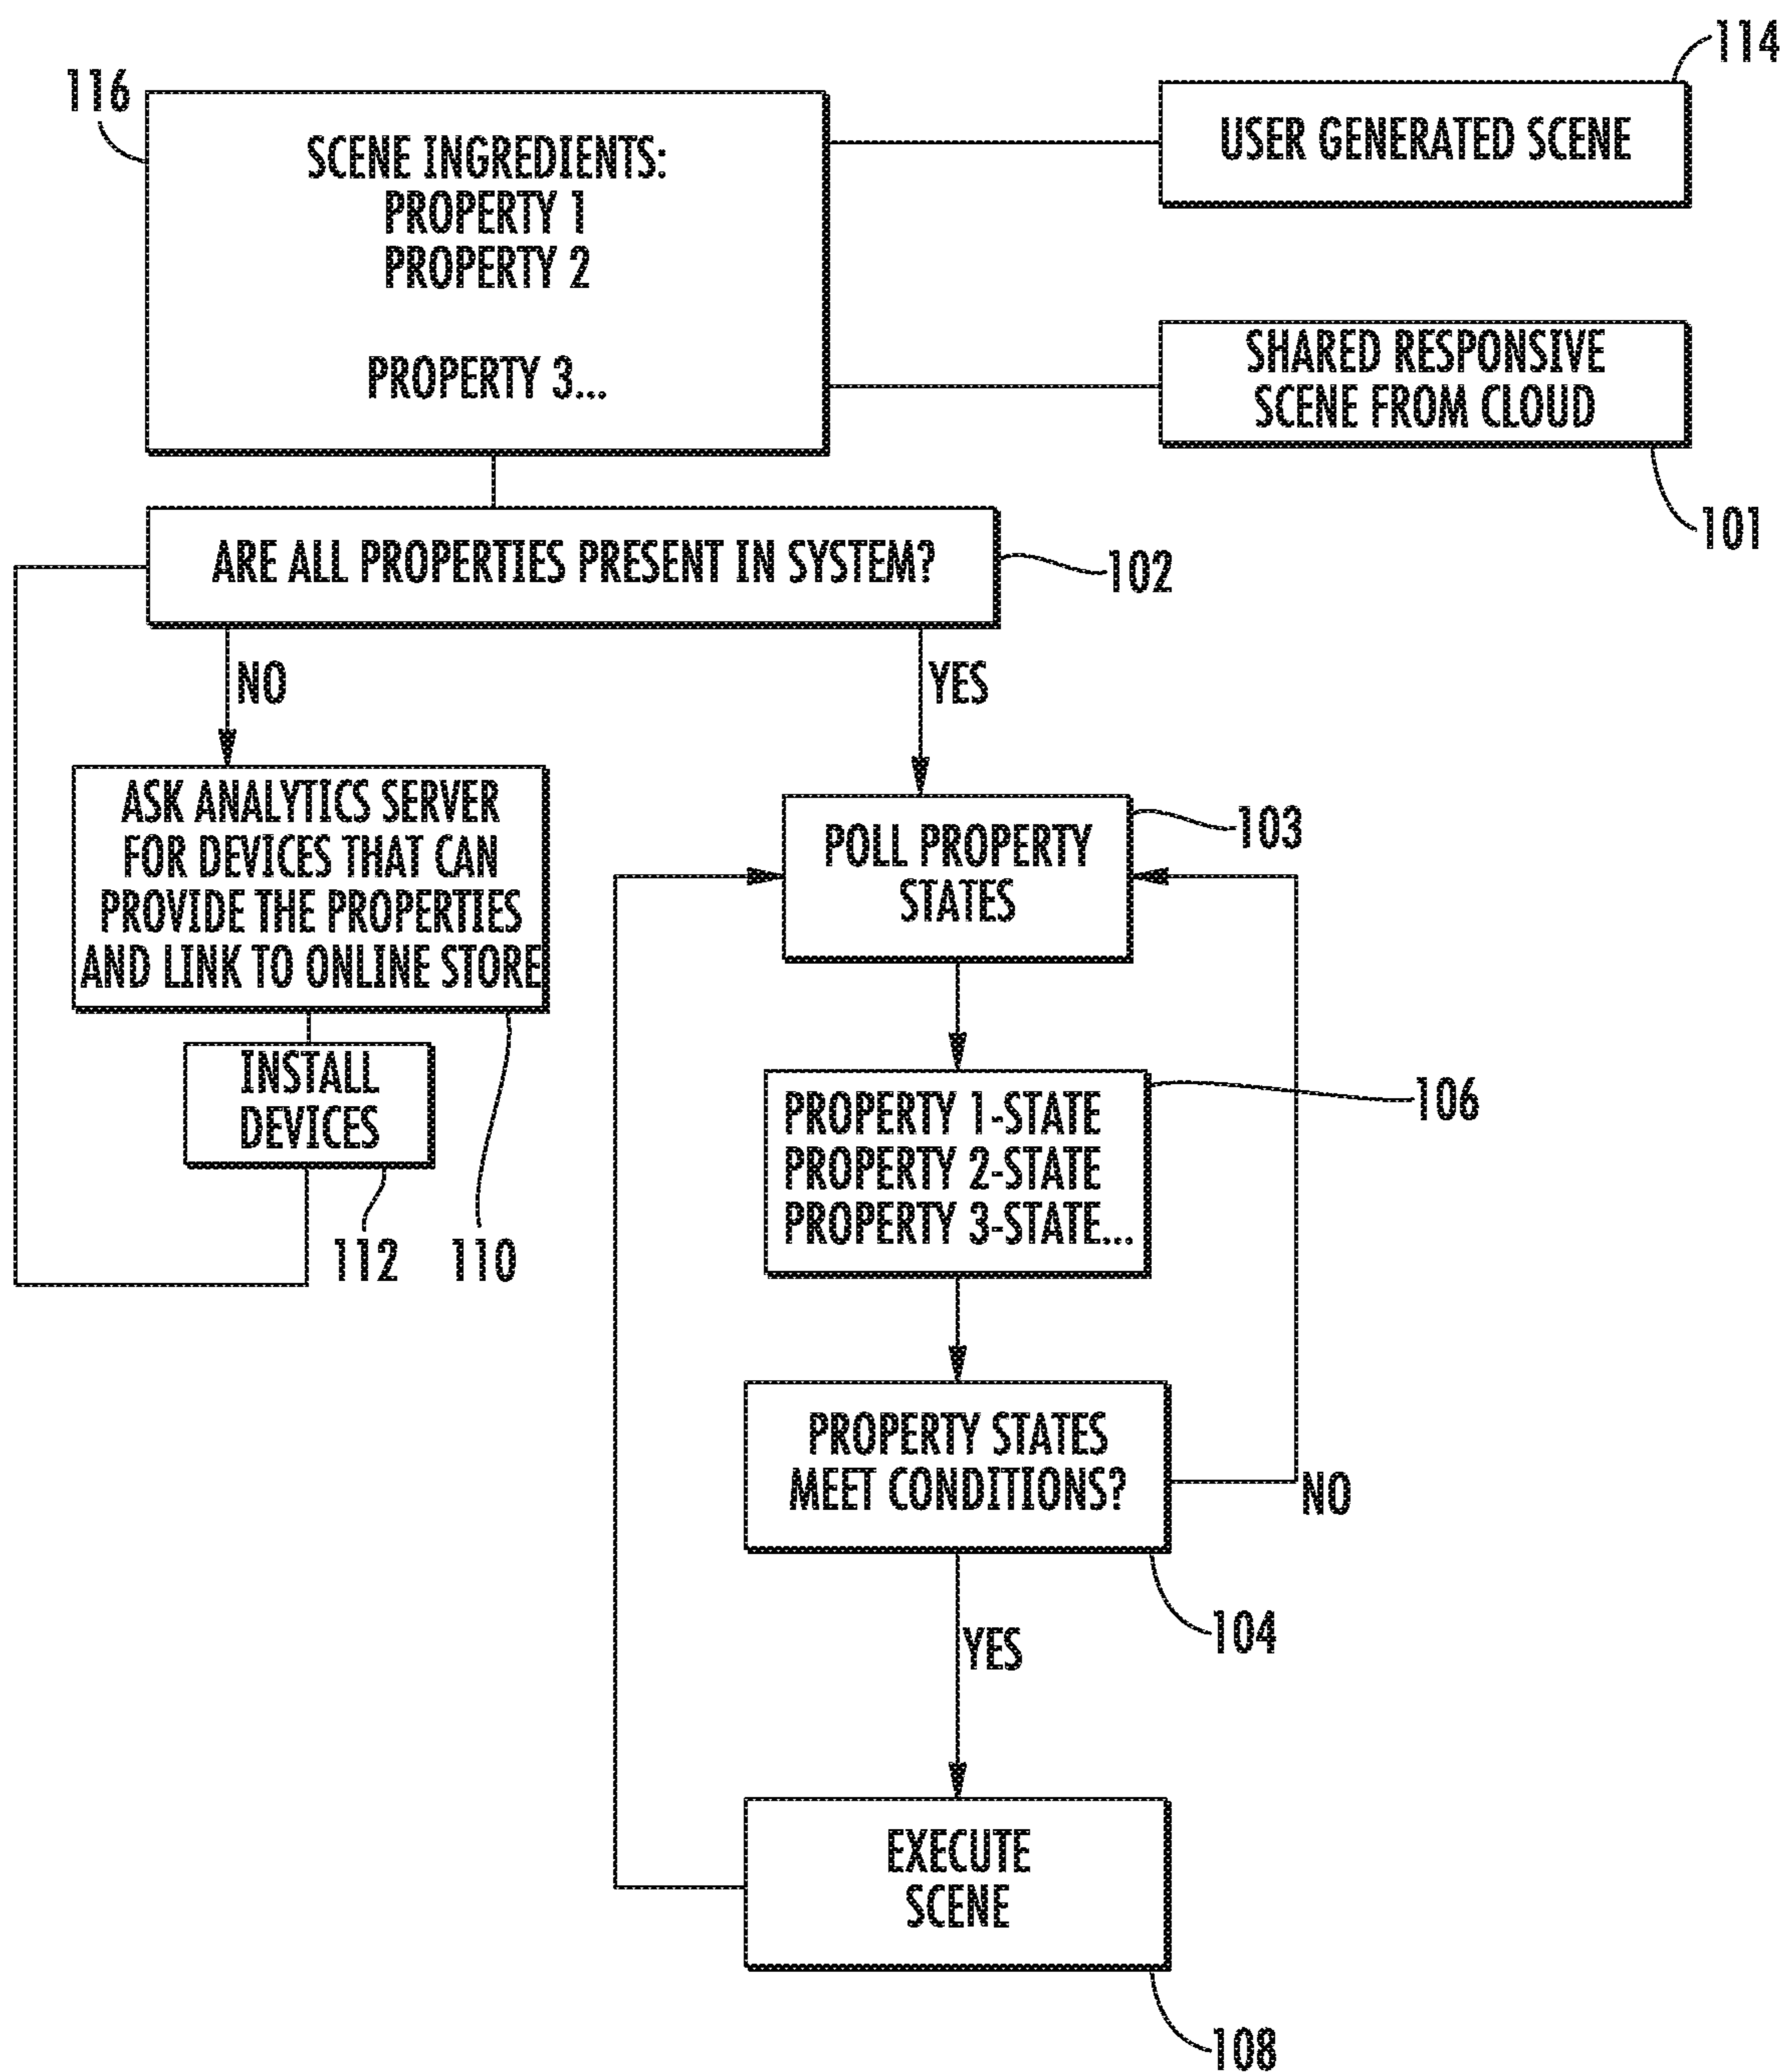 114
116
SCENE INGREDIENTS:
PROPERTY 1
PROPERTY 2
PROPERTY 3...
USER GENERATED SCENE
SHARED RESPONSIVE
SCENE FROM CLOUD
101
ARE ALL PROPERTIES PRESENT IN SYSTEM?
102
NO
YES
ASK ANALYTICS SERVER
FOR DEVICES THAT CAN
PROVIDE THE PROPERTIES
AND LINK TO ONLINE STORE
INSTALL
DEVICES
112
110
POLL PROPERTY
STATES
103
PROPERTY 1-STATE
PROPERTY 2-STATE
PROPERTY 3-STATE...
106
PROPERTY STATES
MEET CONDITIONS?
NO
104
YES
EXECUTE
SCENE
108